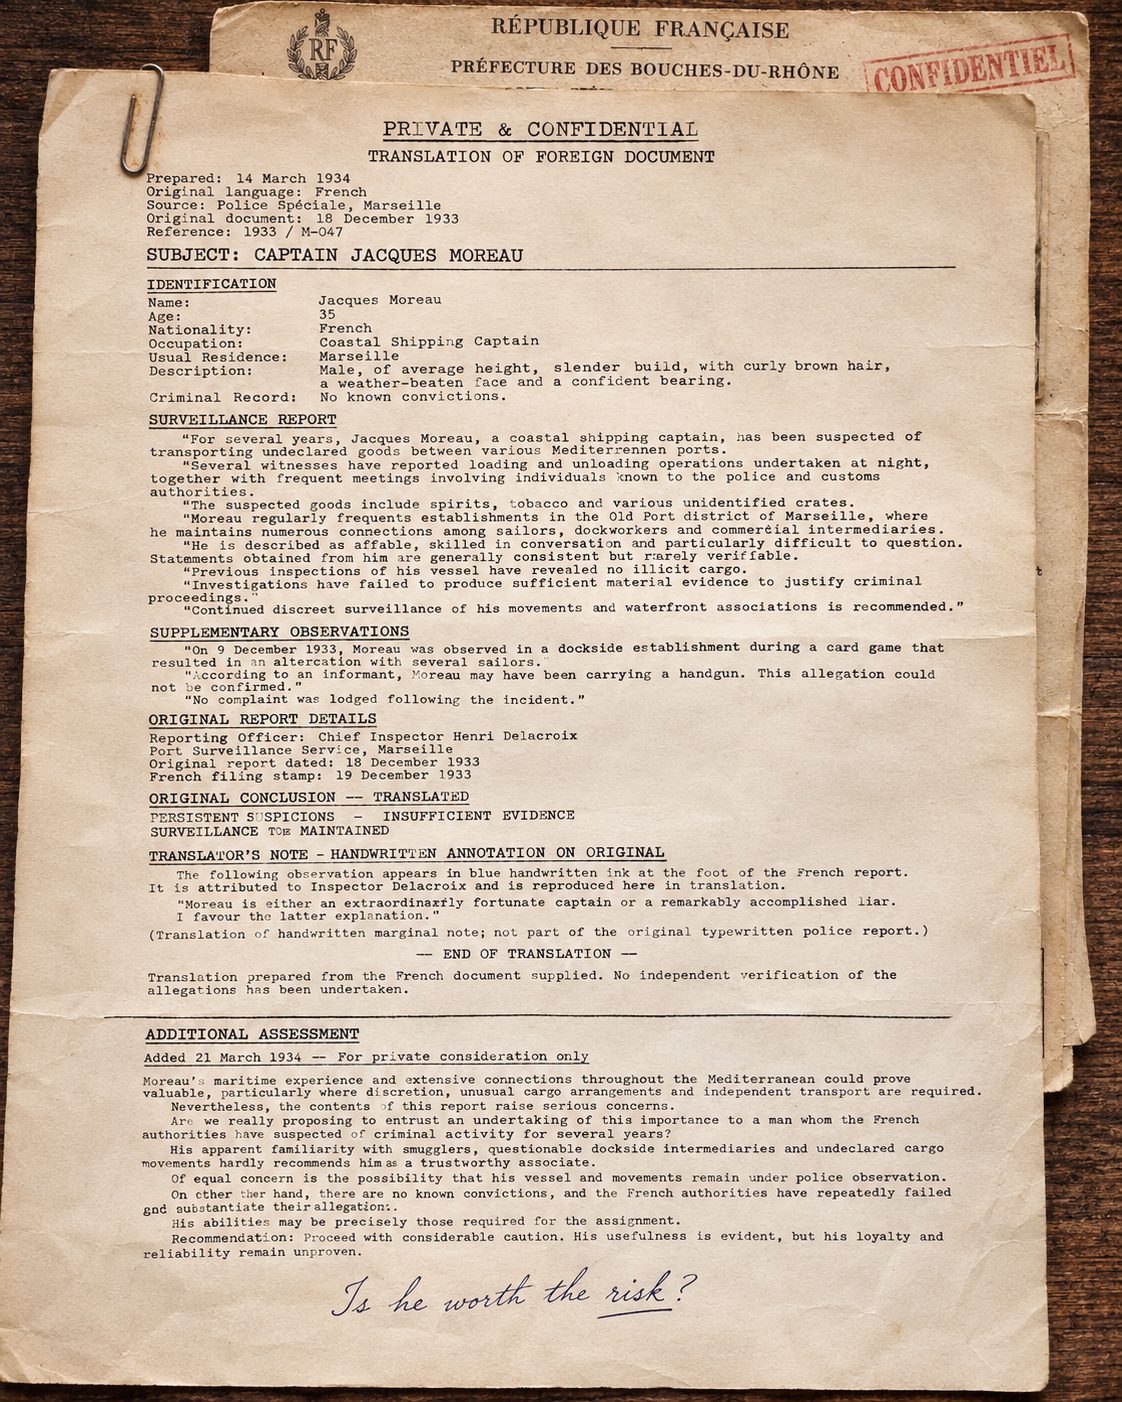 RF
RÉPUBLIQUE FRANÇAISE
PRÉFECTURE DES BOUCHES-DU-RHÔNE
CONFIDENTIEL
PRIVATE & CONFIDENTIAL
TRANSLATION OF FOREIGN DOCUMENT
Prepared: 14 March 1934
Original language: French
Source: Police Spéciale, Marseille
Original document: 18 December 1933
Reference: 1933 / M-047
SUBJECT: CAPTAIN JACQUES MOREAU
IDENTIFICATION
Name: Jacques Moreau
Age: 35
Nationality: French
Occupation: Coastal Shipping Captain
Usual Residence: Marseille
Description: Male, of average height, slender build, with curly brown hair,
a weather-beaten face and a confident bearing.
Criminal Record: No known convictions.
SURVEILLANCE REPORT
“For several years, Jacques Moreau, a coastal shipping captain, has been suspected of
transporting undeclared goods between various Mediterrennen ports.
“Several witnesses have reported loading and unloading operations undertaken at night,
together with frequent meetings involving individuals known to the police and customs
authorities.
“The suspected goods include spirits, tobacco and various unidentified crates.
“Moreau regularly frequents establishments in the Old Port district of Marseille, where
he maintains numerous connections among sailors, dockworkers and commercial intermediaries.
“He is described as affable, skilled in conversation and particularly difficult to question.
Statemments obtained from him are generally consistent but rarely verifiable.
“Previous inspections of his vessel have revealed no illicit cargo.
“Investigations have failed to produce sufficient material evidence to justify criminal
proceedings.”
“Continued discreet surveillance of his movements and waterfront associations is recommended.”
SUPPLEMENTARY OBSERVATIONS
“On 9 December 1933, Moreau was observed in a dockside establishment during a card game that
resulted in an altercation with several sailors.”
“According to an informant, Moreau may have been carrying a handgun. This allegation could
not be confirmed.”
“No complaint was lodged following the incident.”
ORIGINAL REPORT DETAILS
Reporting Officer: Chief Inspector Henri Delacroix
Port Surveillance Service, Marseille
Original report dated: 18 December 1933
French filing stamp: 19 December 1933
ORIGINAL CONCLUSION -- TRANSLATED
PERSISTENT SUSPICIONS - INSUFFICIENT EVIDENCE
SURVEILLANCE MAINTAINED
TRANSLATOR'S NOTE - HANDWRITTEN ANNOTATION ON ORIGINAL
The following observation appears in blue handwritten ink at the foot of the French report.
It is attributed to Inspector Delacroix and is reproduced here in translation.
“Moreau is either an extraordinarily fortunate captain or a remarkably accomplished liar.
I favour the latter explanation.”
(Translation of handwritten marginal note; not part of the original typewritten police report.)
-- END OF TRANSLATION --
Translation prepared from the French document supplied. No independent verification of the
allegations has been undertaken.
ADDITIONAL ASSESSMENT
Added 21 March 1934 -- For private consideration only
Moreau's maritime experience and extensive connections throughout the Mediterranean could prove
valuable, particularly where discretion, unusual cargo arrangements and independent transport are required.
Nevertheless, the contents of this report raise serious concerns.
Are we really proposing to entrust an undertaking of this importance to a man whom the French
authorities have suspected of criminal activity for several years?
His apparent familiarity with smugglers, questionable dockside intermediaries and undeclared cargo
movements hardly recommends him as a trustworthy associate.
Of equal concern is the possibility that his vessel and movements remain under police observation.
On cther ther hand, there are no known convictions, and the French authorities have repeatedly failed
gnd substantiate their allegation:.
His abilities may be precisely those required for the assignment.
Recommendation: Proceed with considerable caution. His usefulness is evident, but his loyalty and
reliability remain unproven.
Is he worth the risk?